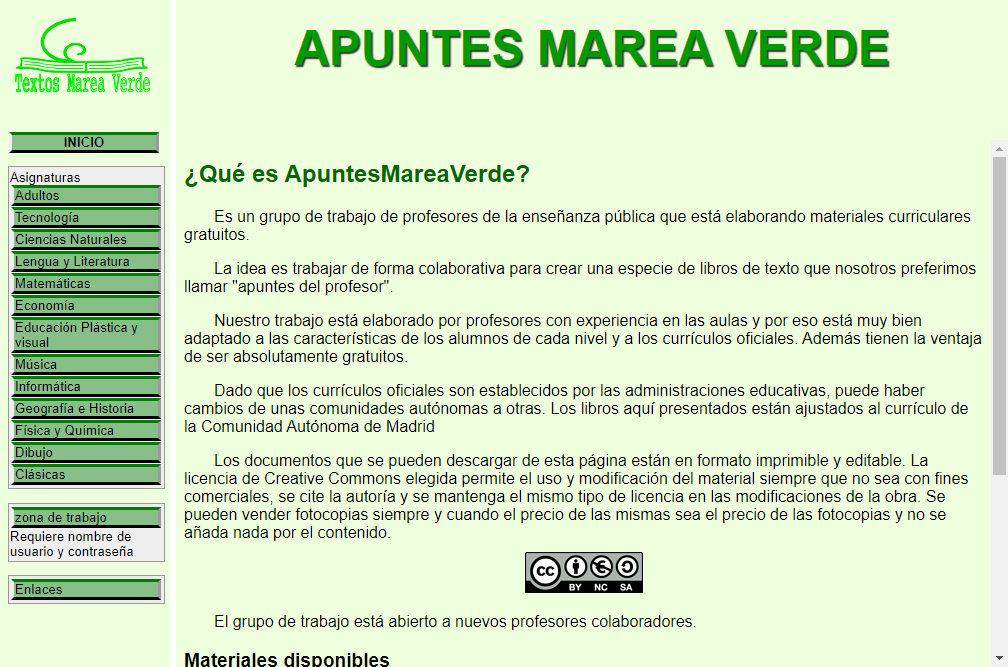 Textos Marea Verde
APUNTES MAREA VERDE
INICIO
Asignaturas
Adultos
Tecnología
Ciencias Naturales
Lengua y Literatura
Matemáticas
Economía
Educación Plástica y
visual
Música
Informática
Geografía e Historia
Física y Química
Dibujo
Clásicas
zona de trabajo
Requiere nombre de
usuario y contraseña
Enlaces
¿Qué es ApuntesMareaVerde?
Es un grupo de trabajo de profesores de la enseñanza pública que está elaborando materiales curriculares
gratuitos.
La idea es trabajar de forma colaborativa para crear una especie de libros de texto que nosotros preferimos
llamar "apuntes del profesor".
Nuestro trabajo está elaborado por profesores con experiencia en las aulas y por eso está muy bien
adaptado a las características de los alumnos de cada nivel y a los currículos oficiales. Además tienen la ventaja
de ser absolutamente gratuitos.
Dado que los currículos oficiales son establecidos por las administraciones educativas, puede haber
cambios de unas comunidades autónomas a otras. Los libros aquí presentados están ajustados al currículo de
la Comunidad Autónoma de Madrid
Los documentos que se pueden descargar de esta página están en formato imprimible y editable. La
licencia de Creative Commons elegida permite el uso y modificación del material siempre que no sea con fines
comerciales, se cite la autoría y se mantenga el mismo tipo de licencia en las modificaciones de la obra. Se
pueden vender fotocopias siempre y cuando el precio de las mismas sea el precio de las fotocopias y no se
añada nada por el contenido.
cc
BY NC SA
El grupo de trabajo está abierto a nuevos profesores colaboradores.
Materiales disponibles